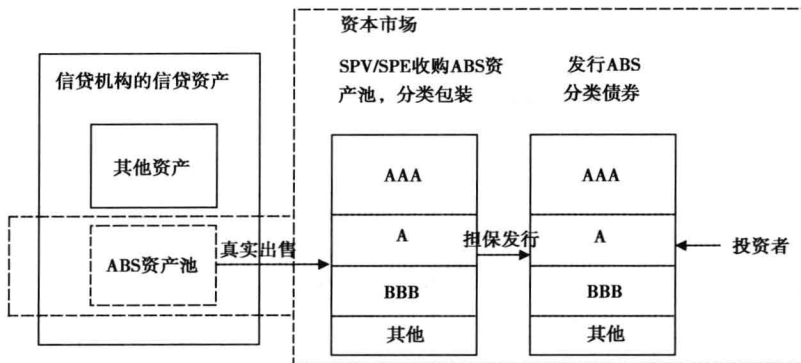 资本市场
信贷机构的信贷资产
SPV/SPE收购ABS资
产池，分类包装
发行ABS
分类债券
其他资产
AAA
AAA
ABS资产池
真实出售
A
担保发行
A
投资者
BBB
BBB
其他
其他